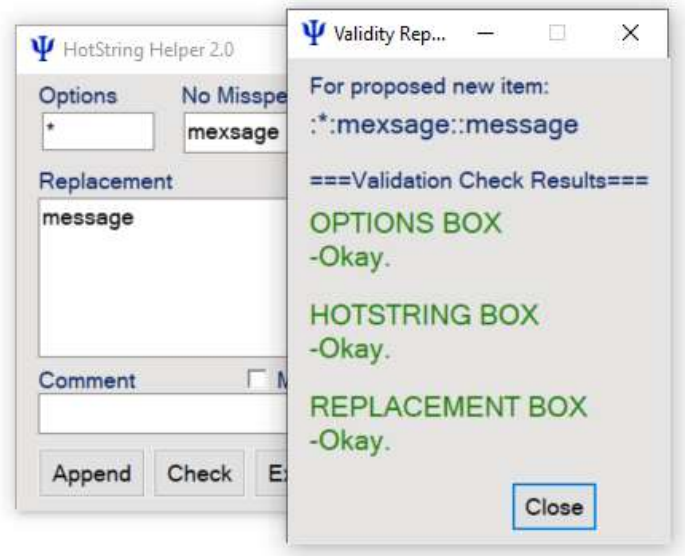 HotString Helper 2.0
Options No Misspe
* mexsage
Replacement
message
Comment
Append Check
Validity Rep...
For proposed new item:
:*:mexsage::message
===Validation Check Results===
OPTIONS BOX
-Okay.
HOTSTRING BOX
-Okay.
REPLACEMENT BOX
-Okay.
Close